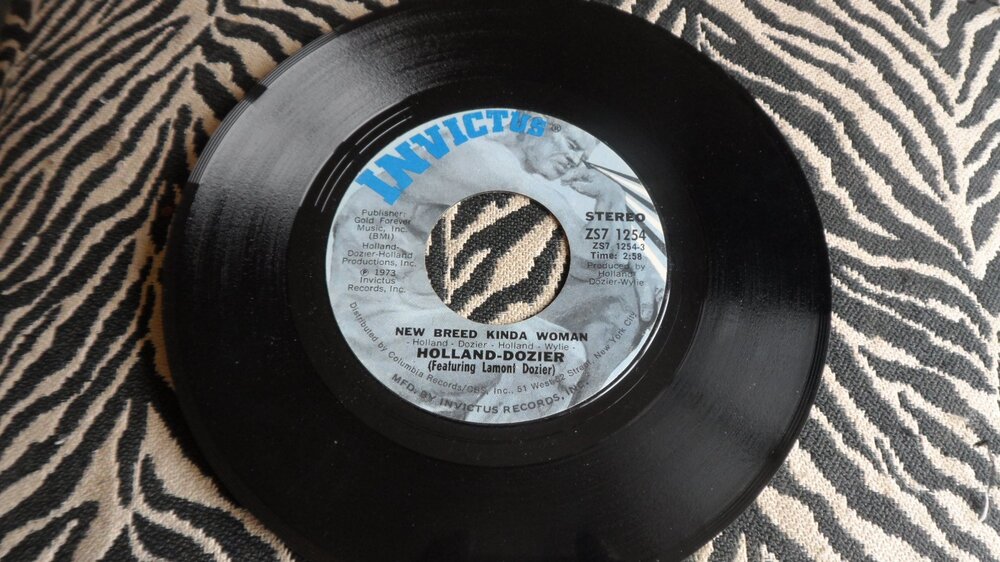 INVICTUS®
Publisher:
Gold Forever
Music, Inc.
(BMI)
Holland-
Dozier-Holland
Productions, Inc.
℗ 1973
Invictus
Records, Inc.
STEREO
ZS7 1254
ZS7 1254-3
Time: 2:58
Produced by
Holland-
Dozier-Wylie
NEW BREED KINDA WOMAN
- Holland - Dozier - Holland - Wylie -
HOLLAND-DOZIER
(Featuring Lamont Dozier)
Distributed by Columbia Records/CBS, Inc., 51 West 52 Street, New York City
MFD. BY INVICTUS RECORDS, INC.